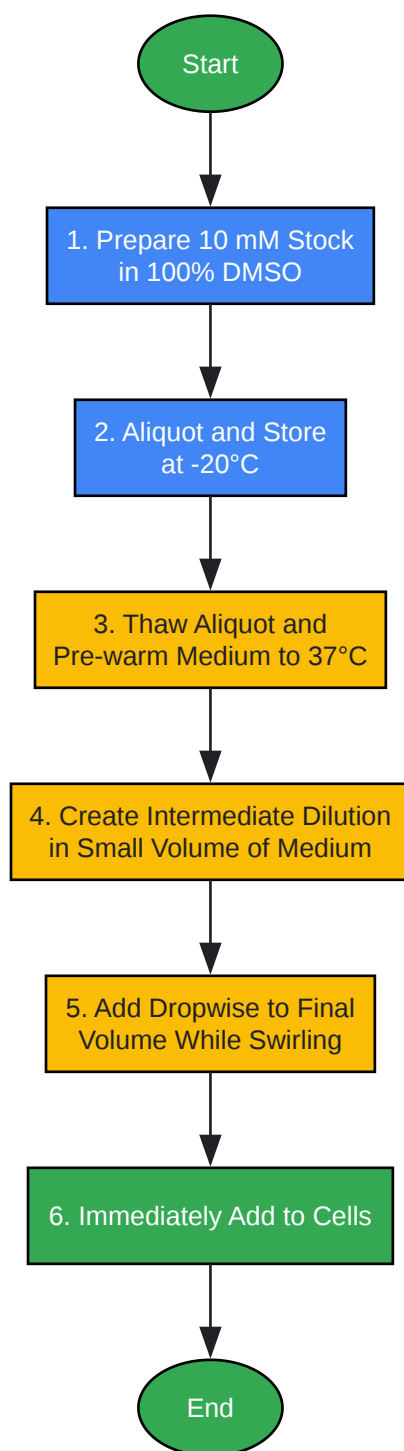 Start
1. Prepare 10 mM Stock
in 100% DMSO
2. Aliquot and Store
at -20°C
3. Thaw Aliquot and
Pre-warm Medium to 37°C
4. Create Intermediate Dilution
in Small Volume of Medium
5. Add Dropwise to Final
Volume While Swirling
6. Immediately Add to Cells
End